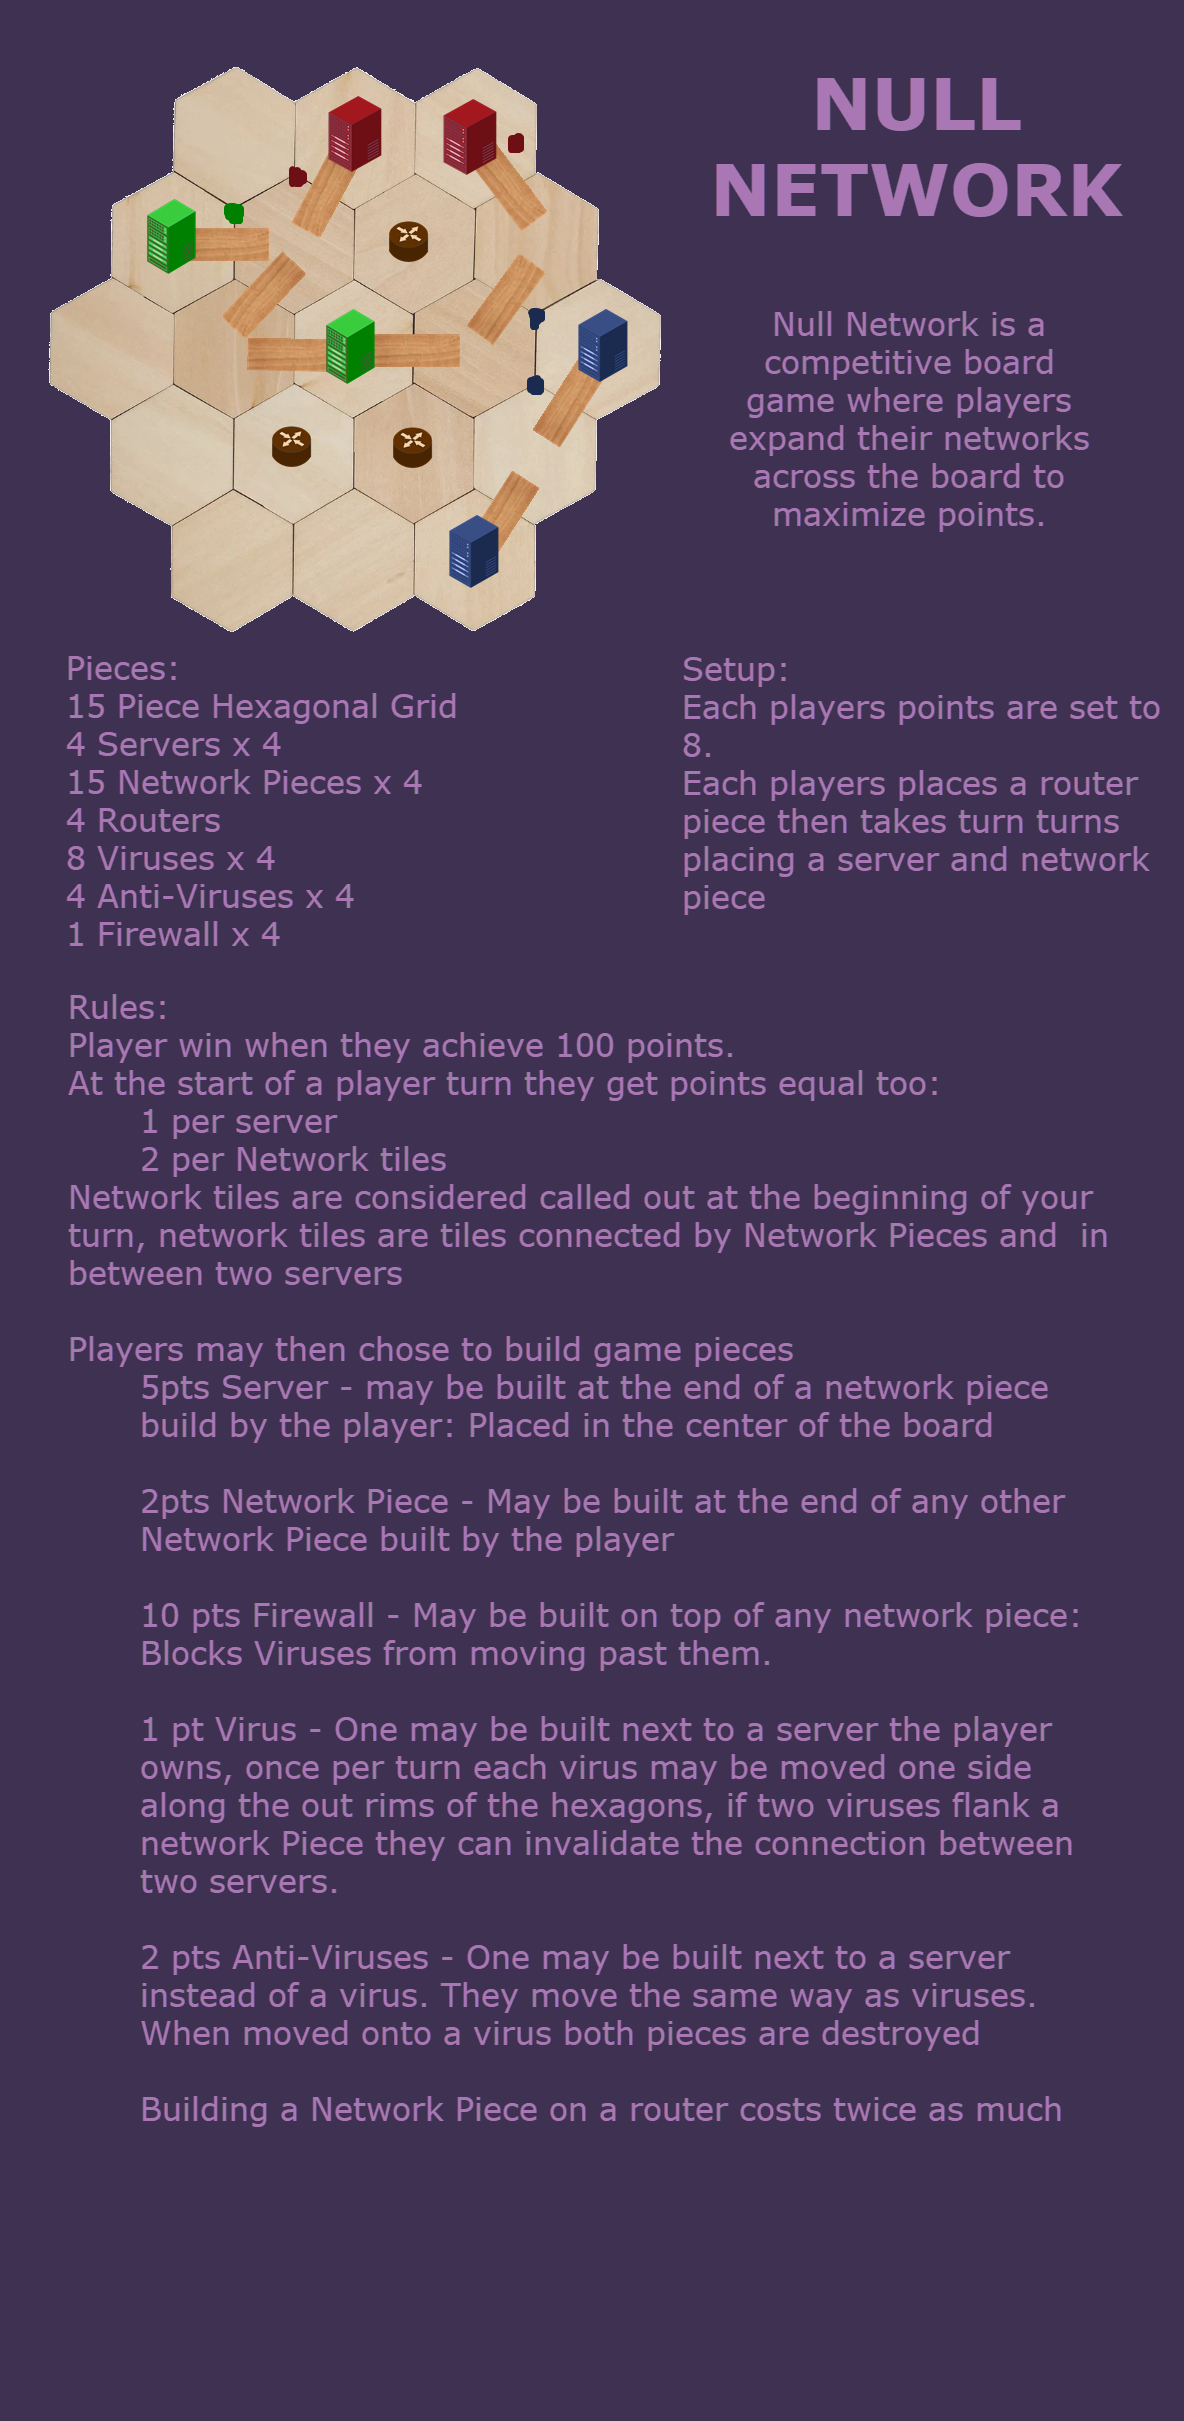 NULL
NETWORK
Null Network is a
competitive board
game where players
expand their networks
across the board to
maximize points.
Pieces:
15 Piece Hexagonal Grid
4 Servers x 4
15 Network Pieces x 4
4 Routers
8 Viruses x 4
4 Anti-Viruses x 4
1 Firewall x 4
Setup:
Each players points are set to
8.
Each players places a router
piece then takes turn turns
placing a server and network
piece
Rules:
Player win when they achieve 100 points.
At the start of a player turn they get points equal too:
1 per server
2 per Network tiles
Network tiles are considered called out at the beginning of your
turn, network tiles are tiles connected by Network Pieces and  in
between two servers
Players may then chose to build game pieces
5pts Server - may be built at the end of a network piece
build by the player: Placed in the center of the board
2pts Network Piece - May be built at the end of any other
Network Piece built by the player
10 pts Firewall - May be built on top of any network piece:
Blocks Viruses from moving past them.
1 pt Virus - One may be built next to a server the player
owns, once per turn each virus may be moved one side
along the out rims of the hexagons, if two viruses flank a
network Piece they can invalidate the connection between
two servers.
2 pts Anti-Viruses - One may be built next to a server
instead of a virus. They move the same way as viruses.
When moved onto a virus both pieces are destroyed
Building a Network Piece on a router costs twice as much